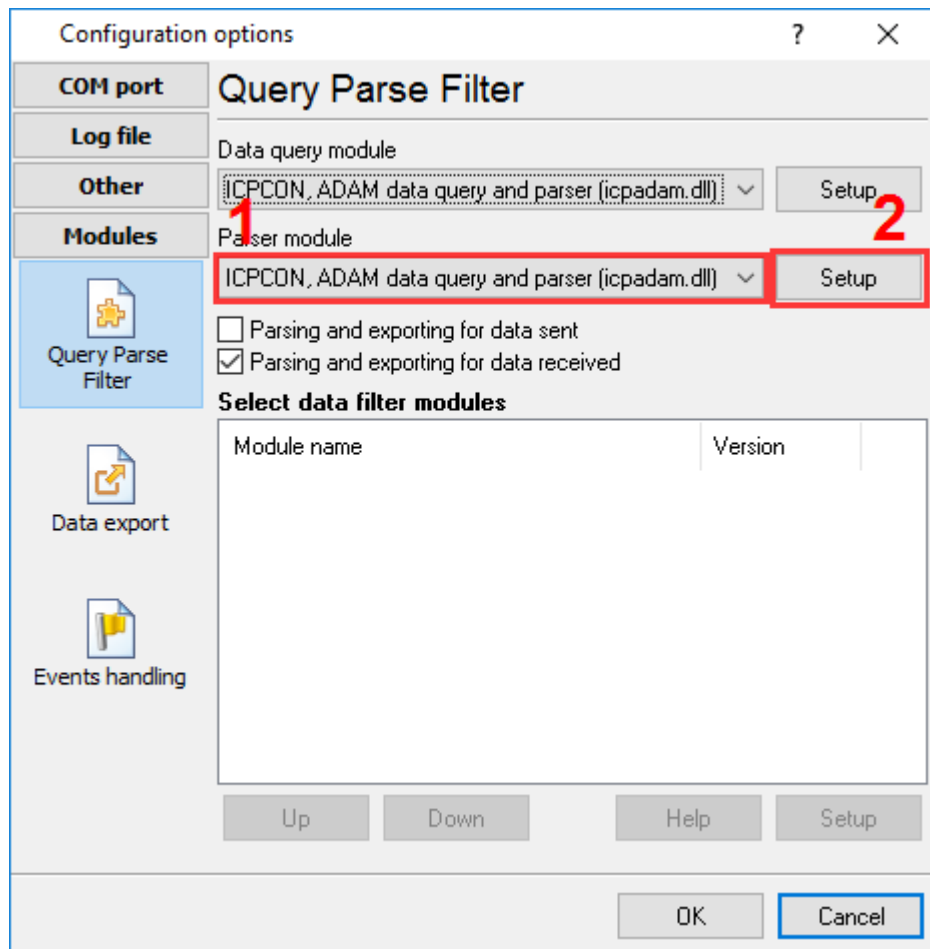 Configuration options ?
COM port
Log file
Other
Modules
Query Parse
Filter
Data export
Events handling
Query Parse Filter
Data query module
ICPCON, ADAM data query and parser (icpadam.dll)
Setup
1
2
Parser module
ICPCON, ADAM data query and parser (icpadam.dll)
Setup
Parsing and exporting for data sent
Parsing and exporting for data received
Select data filter modules
Module name Version
Up Down Help Setup
OK Cancel